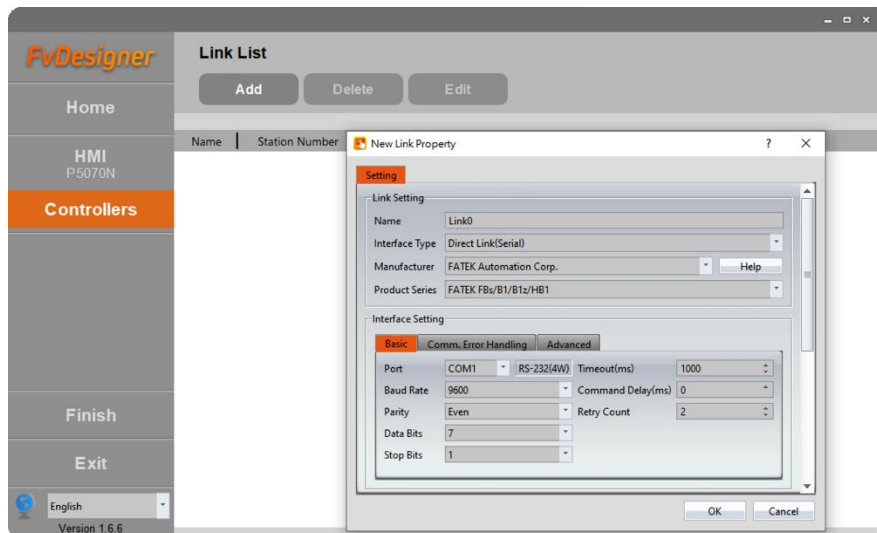 FvDesigner
Link List
Add Delete Edit
Home
Name Station Number
HMI
P5070N
Controllers
Finish
Exit
English
Version 1.6.6
New Link Property ? ×
Setting
Link Setting
Name Link0
Interface Type Direct Link(Serial)
Manufacturer FATEK Automation Corp. Help
Product Series FATEK FBs/B1/B1z/HB1
Interface Setting
Basic Comm. Error Handling Advanced
Port COM1 RS-232(4W) Timeout(ms) 1000
Baud Rate 9600 Command Delay(ms) 0
Parity Even Retry Count 2
Data Bits 7
Stop Bits 1
OK Cancel